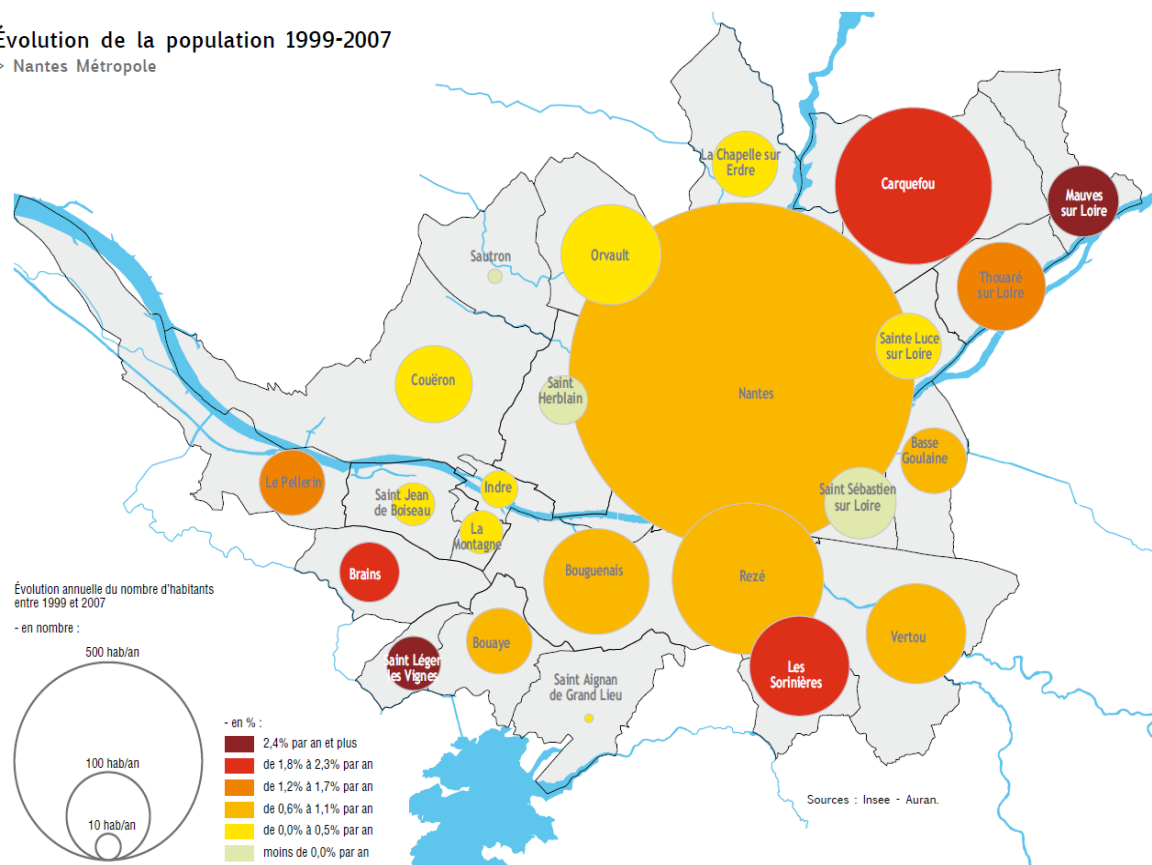 Évolution de la population 1999-2007
> Nantes Métropole
La Chapelle sur
Erdre
Carquefou
Mauves
sur Loire
Sautron
Orvault
Thouaré
sur Loire
Sainte Luce
sur Loire
Couëron
Saint
Herblain
Nantes
Basse
Goulaine
Le Pellerin
Saint Jean
de Boiseau
Indre
Saint Sébastien
sur Loire
La
Montagne
Brains
Bouguenais
Rezé
Vertou
Bouaye
Saint Léger
les Vignes
Saint Aignan
de Grand Lieu
Les
Sorinières
Évolution annuelle du nombre d'habitants
entre 1999 et 2007
- en nombre :
500 hab/an
100 hab/an
10 hab/an
- en % :
2,4% par an et plus
de 1,8% à 2,3% par an
de 1,2% à 1,7% par an
de 0,6% à 1,1% par an
de 0,0% à 0,5% par an
moins de 0,0% par an
Sources : Insee - Auran.